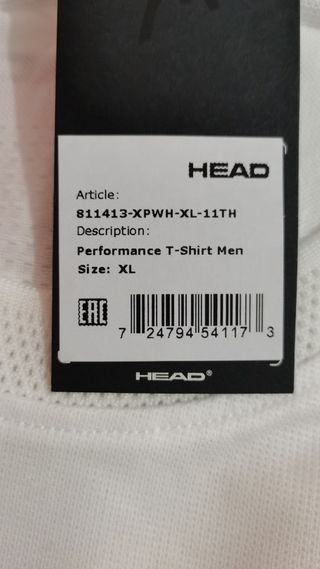 HEAD
Article:
811413-XPWH-XL-11TH
Description:
Performance T-Shirt Men
Size: XL
EAC
7 24794 54117 3
HEAD®